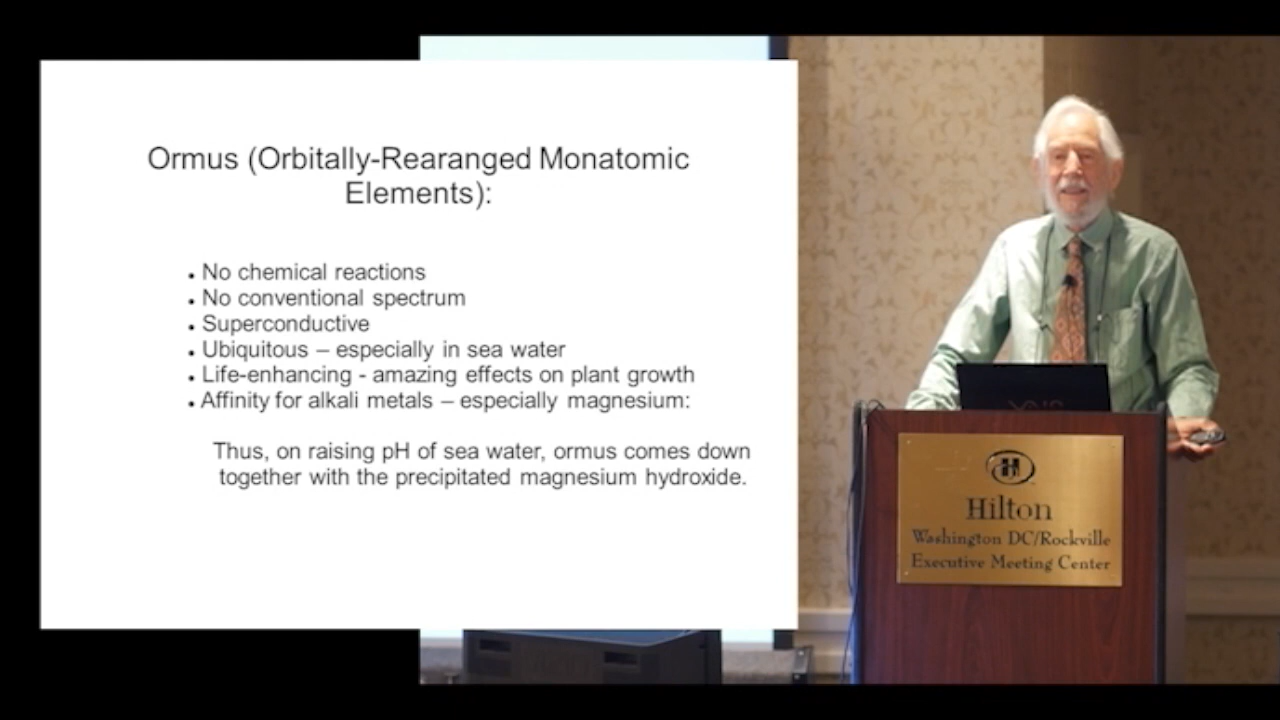 Ormus (Orbitally-Rearanged Monatomic
Elements):
• No chemical reactions
• No conventional spectrum
• Superconductive
• Ubiquitous – especially in sea water
• Life-enhancing - amazing effects on plant growth
• Affinity for alkali metals – especially magnesium:
Thus, on raising pH of sea water, ormus comes down
together with the precipitated magnesium hydroxide.
H
Hilton
Washington DC/Rockville
Executive Meeting Center